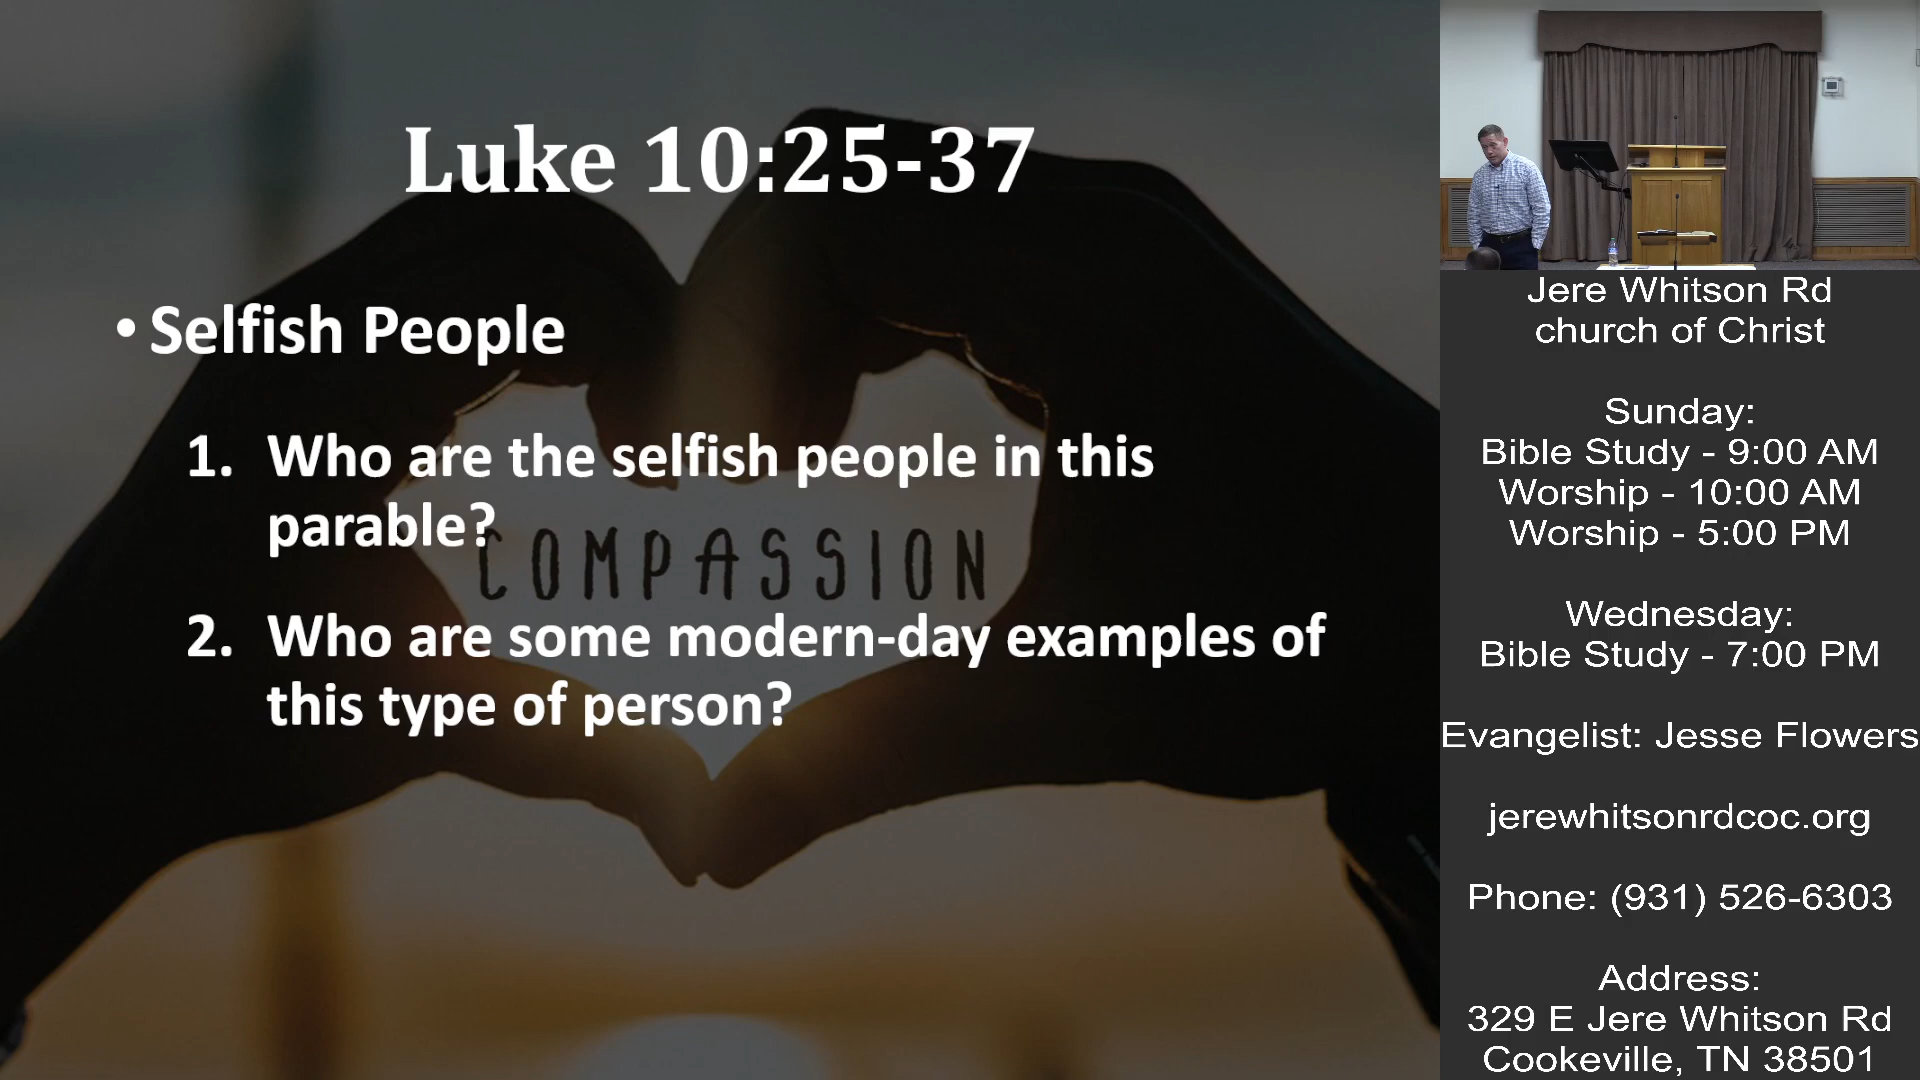 Luke 10:25-37
• Selfish People
1. Who are the selfish people in this
parable?
COMPASSION
2. Who are some modern-day examples of
this type of person?
Jere Whitson Rd
church of Christ
Sunday:
Bible Study - 9:00 AM
Worship - 10:00 AM
Worship - 5:00 PM
Wednesday:
Bible Study - 7:00 PM
Evangelist: Jesse Flowers
jerewhitsonrdcoc.org
Phone: (931) 526-6303
Address:
329 E Jere Whitson Rd
Cookeville, TN 38501